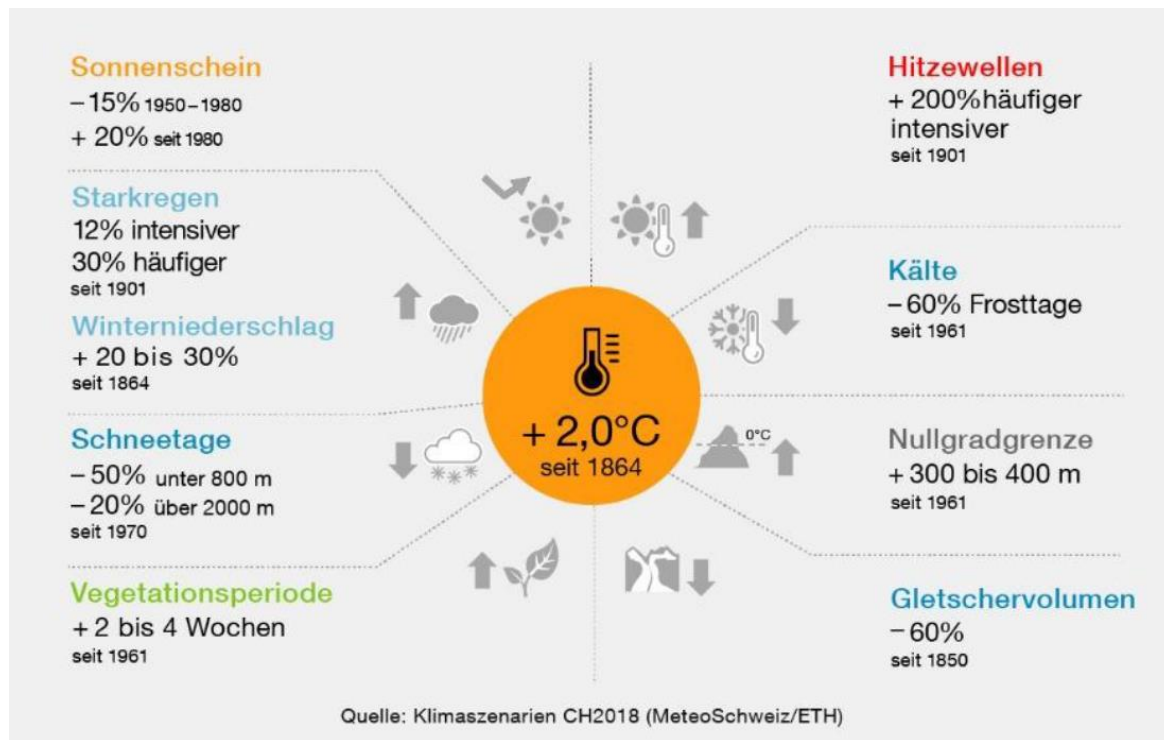 Sonnenschein
– 15% 1950 – 1980
+ 20% seit 1980
Starkregen
12% intensiver
30% häufiger
seit 1901
Winterniederschlag
+ 20 bis 30%
seit 1864
Schneetage
– 50% unter 800 m
– 20% über 2000 m
seit 1970
Vegetationsperiode
+ 2 bis 4 Wochen
seit 1961
+ 2,0°C
seit 1864
0°C
Hitzewellen
+ 200% häufiger
intensiver
seit 1901
Kälte
– 60% Frosttage
seit 1961
Nullgradgrenze
+ 300 bis 400 m
seit 1961
Gletschervolumen
– 60%
seit 1850
Quelle: Klimaszenarien CH2018 (MeteoSchweiz/ETH)